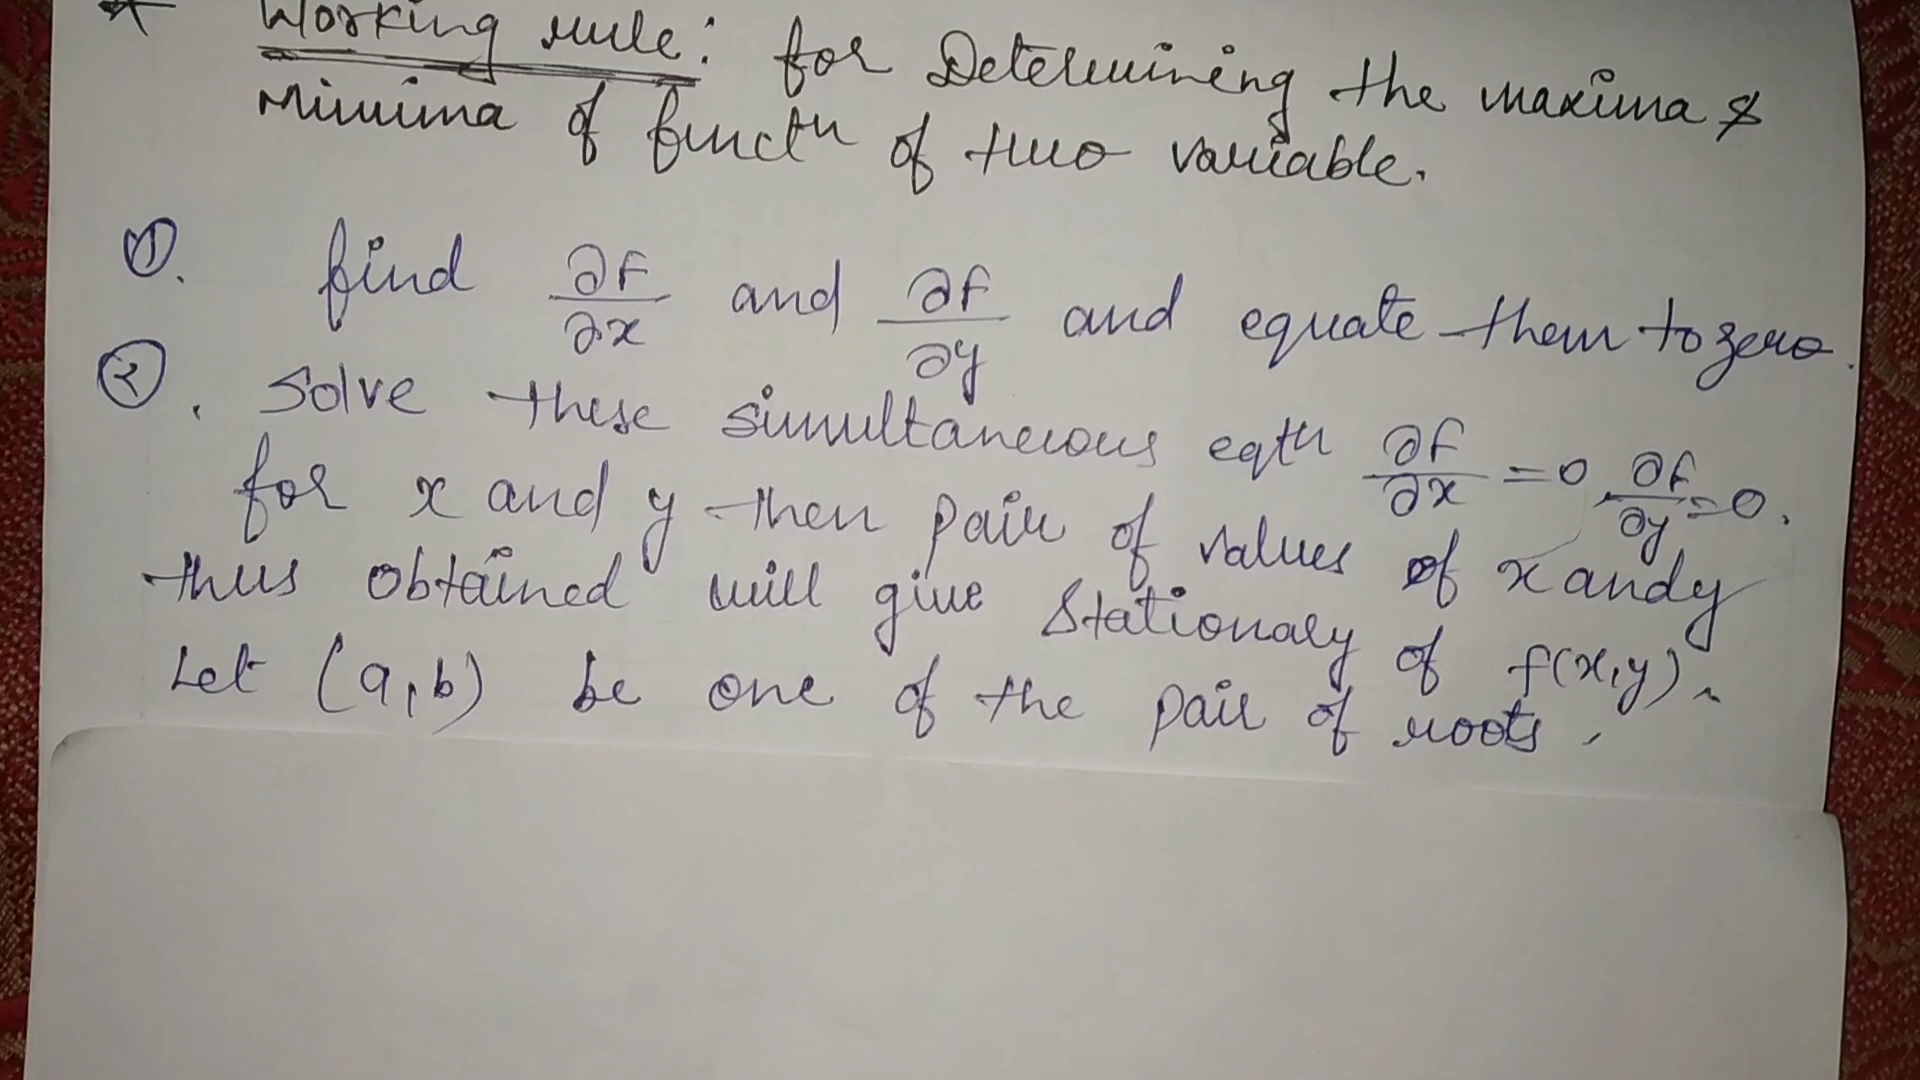 * Working rule: for Determining the maxima &
Minima of functn of two variable.
①. find ∂f/∂x and ∂f/∂y and equate them to zero.
②. Solve these simultaneous eqtn ∂f/∂x =0, ∂f/∂y=0.
for x and y then pair of values of x and y
thus obtained will give Stationary of f(x,y).
Let (a,b) be one of the pair of roots.